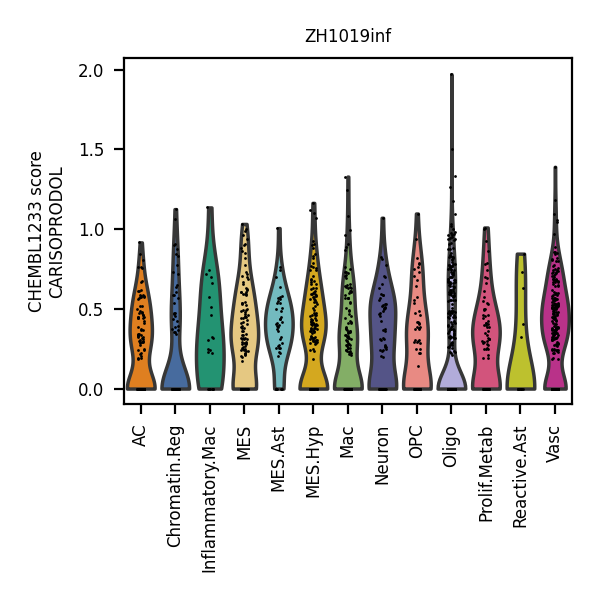 ZH1019inf
CHEMBL1233 score
CARISOPRODOL
2.0
1.5
1.0
0.5
0.0
AC
Chromatin.Reg
Inflammatory.Mac
MES
MES.Ast
MES.Hyp
Mac
Neuron
OPC
Oligo
Prolif.Metab
Reactive.Ast
Vasc